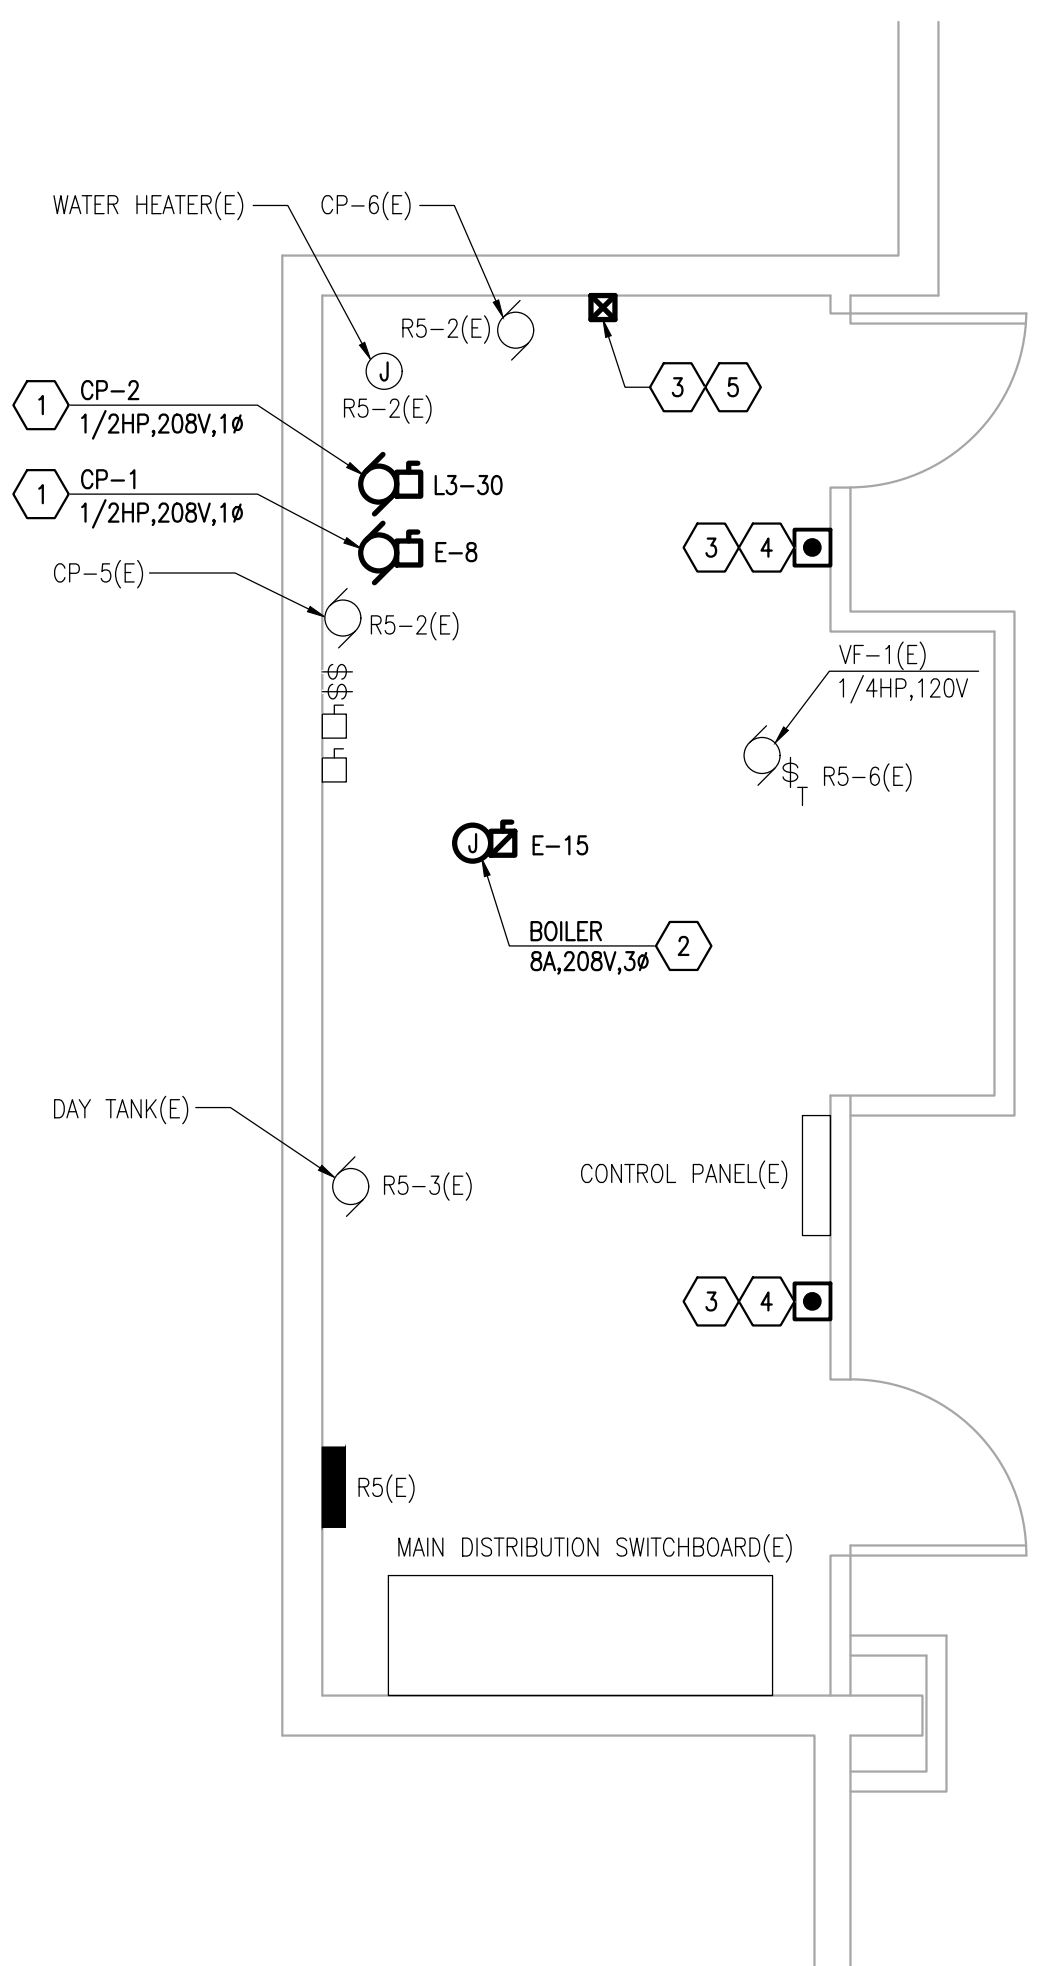 WATER HEATER(E)
CP-6(E)
R5-2(E)
J
R5-2(E)
3
5
1
CP-2
1/2HP,208V,1ø
L3-30
1
CP-1
1/2HP,208V,1ø
E-8
3
4
CP-5(E)
R5-2(E)
$$
VF-1(E)
1/4HP,120V
$
T
R5-6(E)
J
E-15
BOILER
8A,208V,3ø
2
DAY TANK(E)
R5-3(E)
CONTROL PANEL(E)
3
4
R5(E)
MAIN DISTRIBUTION SWITCHBOARD(E)